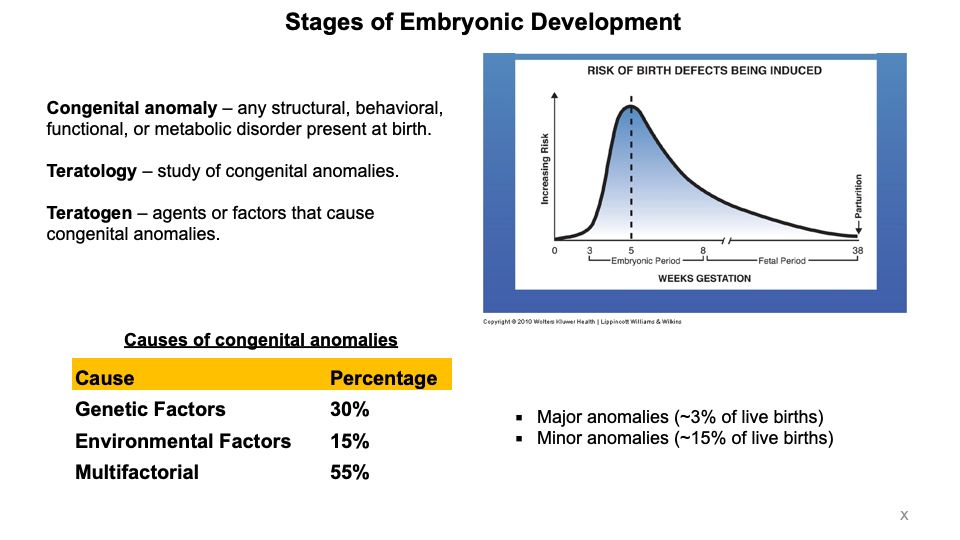 Stages of Embryonic Development
Congenital anomaly – any structural, behavioral,
functional, or metabolic disorder present at birth.
Teratology – study of congenital anomalies.
Teratogen – agents or factors that cause
congenital anomalies.
RISK OF BIRTH DEFECTS BEING INDUCED
Increasing Risk
Parturition
0 3 5 8 38
Embryonic Period Fetal Period
WEEKS GESTATION
Copyright © 2010 Wolters Kluwer Health | Lippincott Williams & Wilkins
Causes of congenital anomalies
Cause Percentage
Genetic Factors 30%
Environmental Factors 15%
Multifactorial 55%
▪ Major anomalies (~3% of live births)
▪ Minor anomalies (~15% of live births)
X